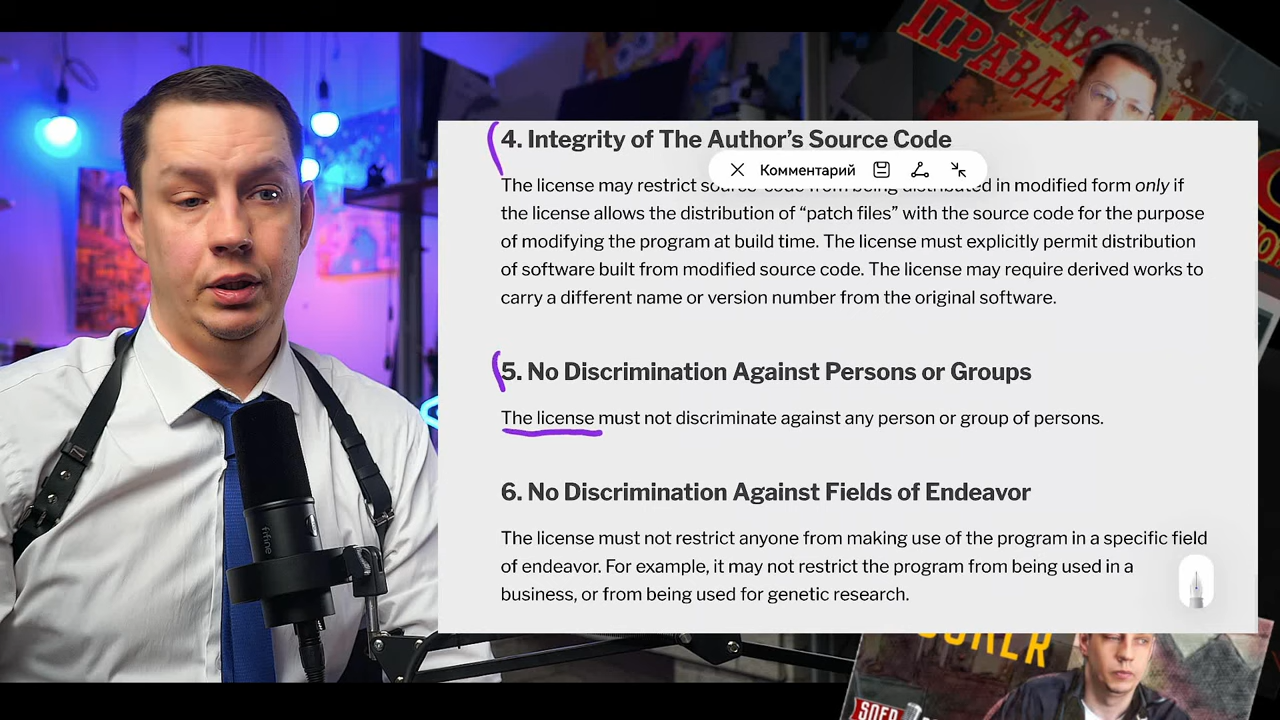 ПРАВДА
4. Integrity of The Author's Source Code
Комментарий
The license may restrict source code from being distributed in modified form only if
the license allows the distribution of “patch files” with the source code for the purpose
of modifying the program at build time. The license must explicitly permit distribution
of software built from modified source code. The license may require derived works to
carry a different name or version number from the original software.
5. No Discrimination Against Persons or Groups
The license must not discriminate against any person or group of persons.
6. No Discrimination Against Fields of Endeavor
The license must not restrict anyone from making use of the program in a specific field
of endeavor. For example, it may not restrict the program from being used in a
business, or from being used for genetic research.
fifine